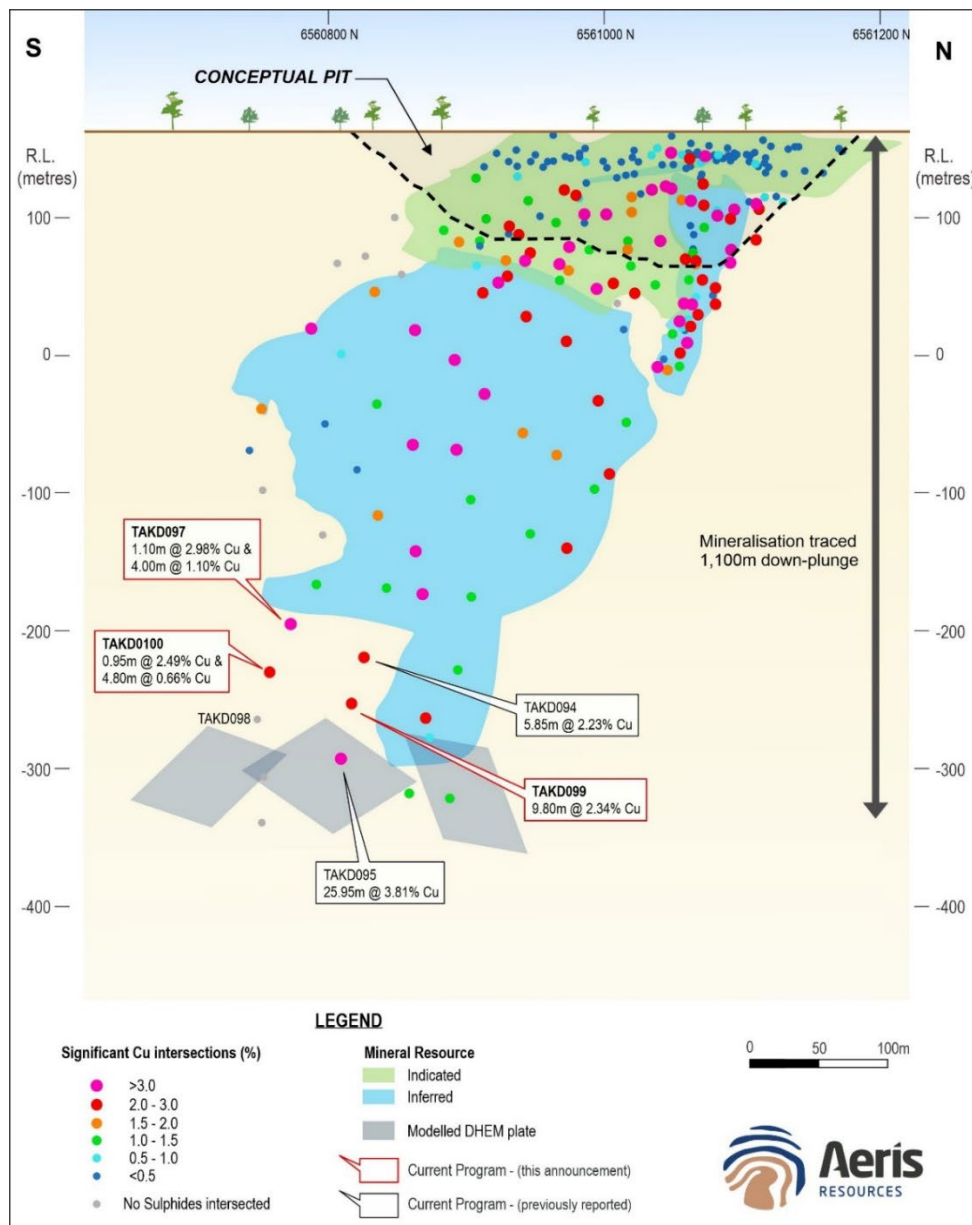 S
6560800 N
6561000 N
6561200 N
N
CONCEPTUAL PIT
R.L.
(metres)
R.L.
(metres)
100
100
0
0
-100
-100
Mineralisation traced
1,100m down-plunge
TAKD097
1.10m @ 2.98% Cu &
4.00m @ 1.10% Cu
-200
-200
TAKD0100
0.95m @ 2.49% Cu &
4.80m @ 0.66% Cu
TAKD094
5.85m @ 2.23% Cu
TAKD098
-300
-300
TAKD099
9.80m @ 2.34% Cu
TAKD095
25.95m @ 3.81% Cu
-400
-400
LEGEND
Significant Cu intersections (%)
>3.0
2.0 - 3.0
1.5 - 2.0
1.0 - 1.5
0.5 - 1.0
<0.5
No Sulphides intersected
Mineral Resource
Indicated
Inferred
Modelled DHEM plate
Current Program - (this announcement)
Current Program - (previously reported)
0 50 100m
Aeris
RESOURCES